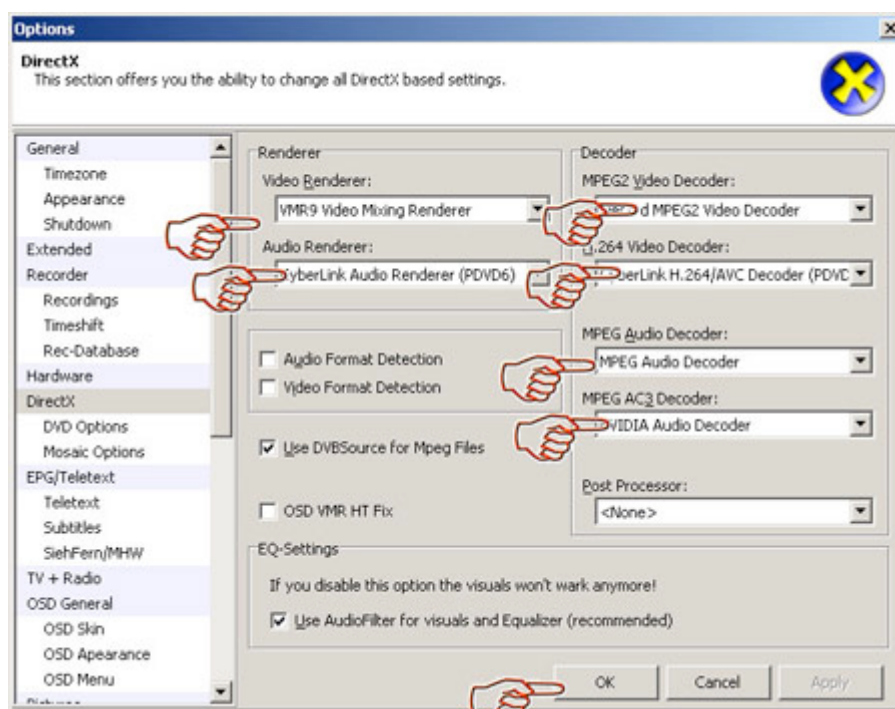 Options
DirectX
This section offers you the ability to change all DirectX based settings.
General
Timezone
Appearance
Shutdown
Extended
Recorder
Recordings
Timeshift
Rec-Database
Hardware
DirectX
DVD Options
Mosaic Options
EPG/Teletext
Teletext
Subtitles
SiehFern/MHW
TV + Radio
OSD General
OSD Skin
OSD Apearance
OSD Menu
Renderer
Video Renderer:
VMR9 Video Mixing Renderer
Audio Renderer:
CyberLink Audio Renderer (PDVD6)
Audio Format Detection
Video Format Detection
Use DVBSource for Mpeg Files
OSD VMR HT Fix
Decoder
MPEG2 Video Decoder:
MPEG2 Video Decoder
H.264 Video Decoder:
CyberLink H.264/AVC Decoder (PDVD
MPEG Audio Decoder:
MPEG Audio Decoder
MPEG AC3 Decoder:
NVIDIA Audio Decoder
Post Processor:
<None>
EQ-Settings
If you disable this option the visuals won't wark anymore!
Use AudioFilter for visuals and Equalizer (recommended)
OK
Cancel
Apply